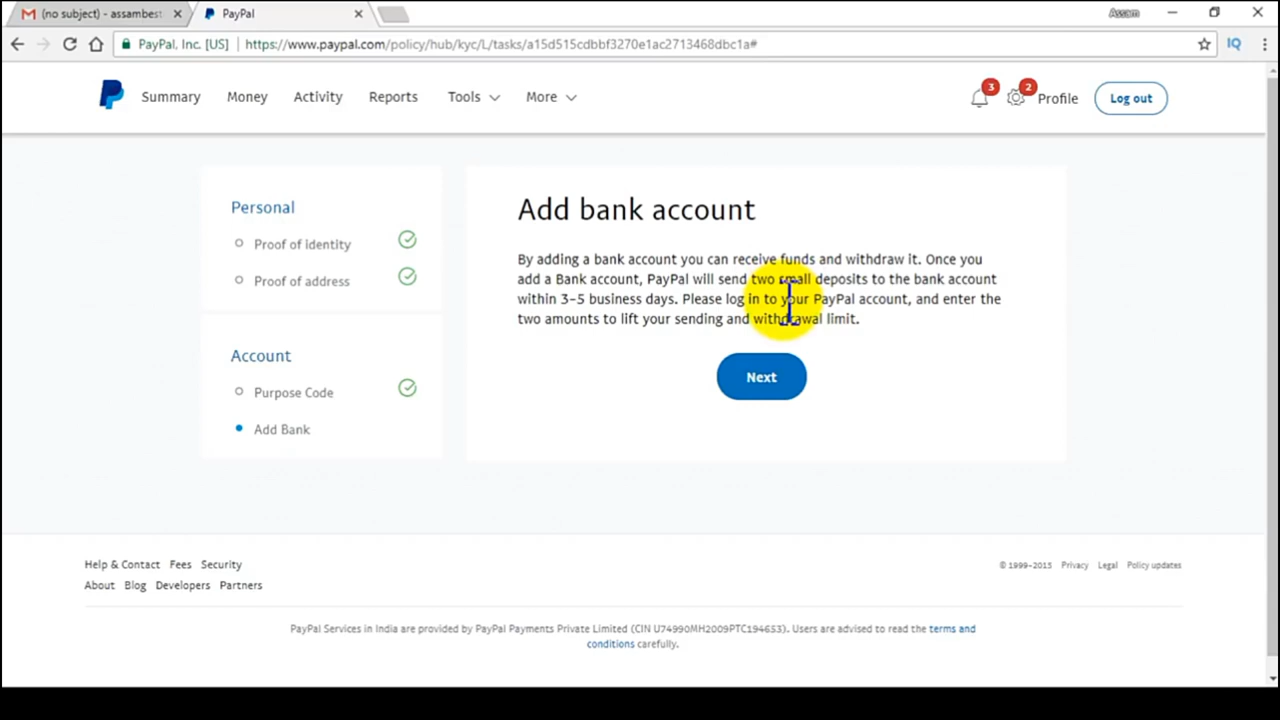 (no subject) - assambest
PayPal
Assam
PayPal, Inc. [US]
https://www.paypal.com/policy/hub/kyc/L/tasks/a15d515cdbbf3270e1ac2713468dbc1a#
IQ
Summary
Money
Activity
Reports
Tools
More
3
2
Profile
Log out
Personal
Proof of identity
Proof of address
Account
Purpose Code
Add Bank
Add bank account
By adding a bank account you can receive funds and withdraw it. Once you
add a Bank account, PayPal will send two small deposits to the bank account
within 3-5 business days. Please log in to your PayPal account, and enter the
two amounts to lift your sending and withdrawal limit.
Next
Help & Contact Fees Security
About Blog Developers Partners
© 1999-2015 Privacy Legal Policy updates
PayPal Services in India are provided by PayPal Payments Private Limited (CIN U74990MH2009PTC194653). Users are advised to read the terms and
conditions carefully.